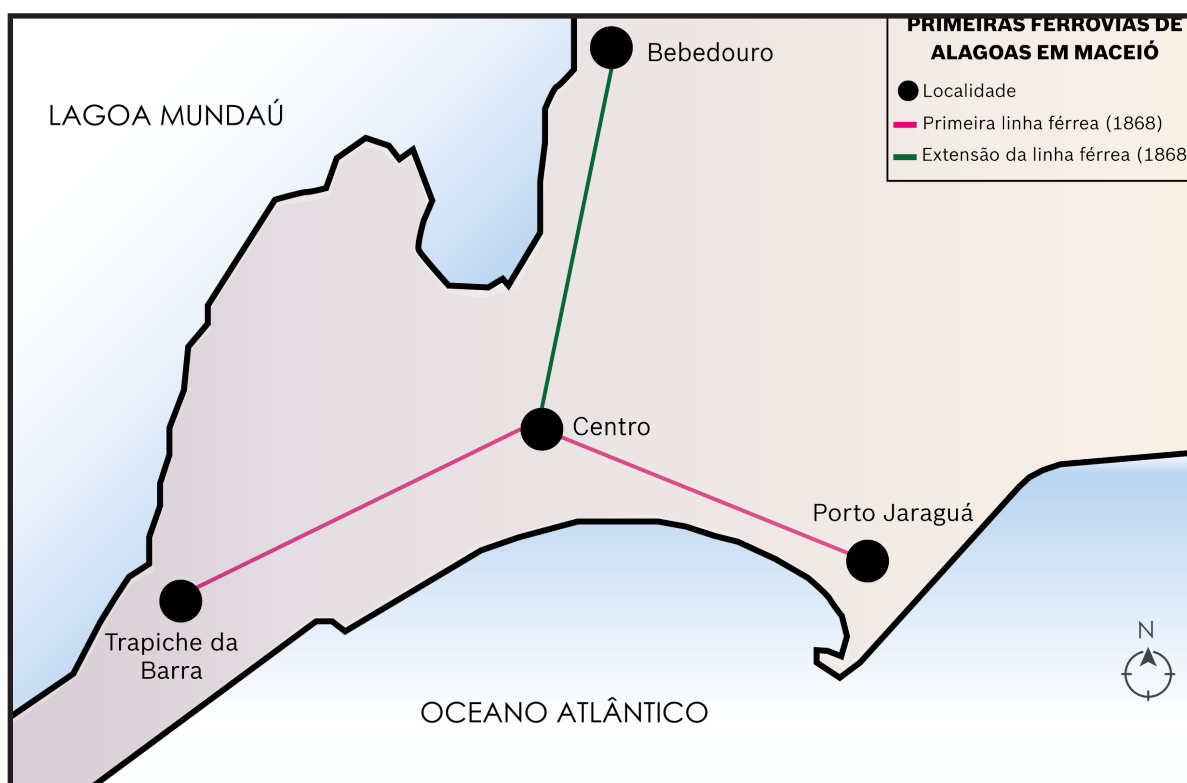 PRIMEIRAS FERROVIAS DE
ALAGOAS EM MACEIÓ
Localidade
Primeira linha férrea (1868)
Extensão da linha férrea (1868
Bebedouro
LAGOA MUNDAÚ
Centro
Porto Jaraguá
Trapiche da
Barra
N
OCEANO ATLÂNTICO